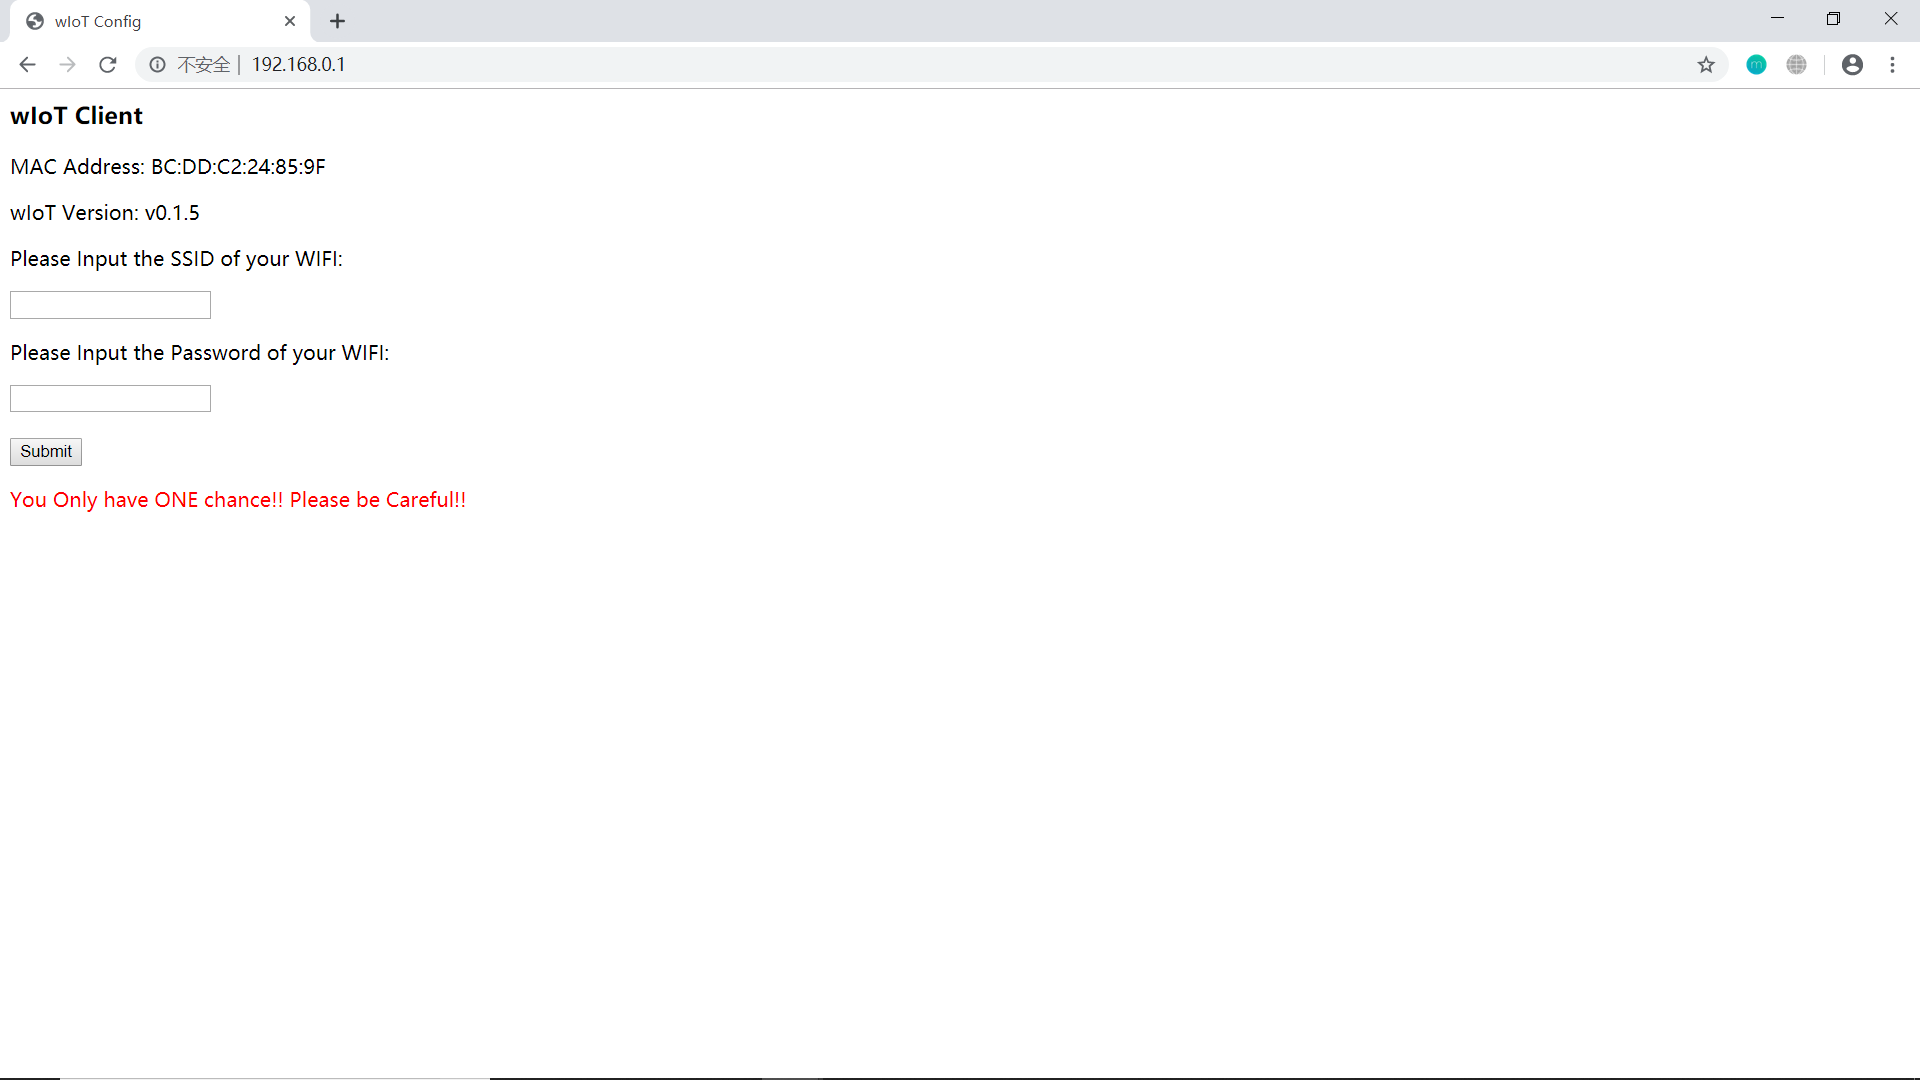 wIoT Config
不安全 | 192.168.0.1
m
wIoT Client
MAC Address: BC:DD:C2:24:85:9F
wIoT Version: v0.1.5
Please Input the SSID of your WIFI:
Please Input the Password of your WIFI:
Submit
You Only have ONE chance!! Please be Careful!!